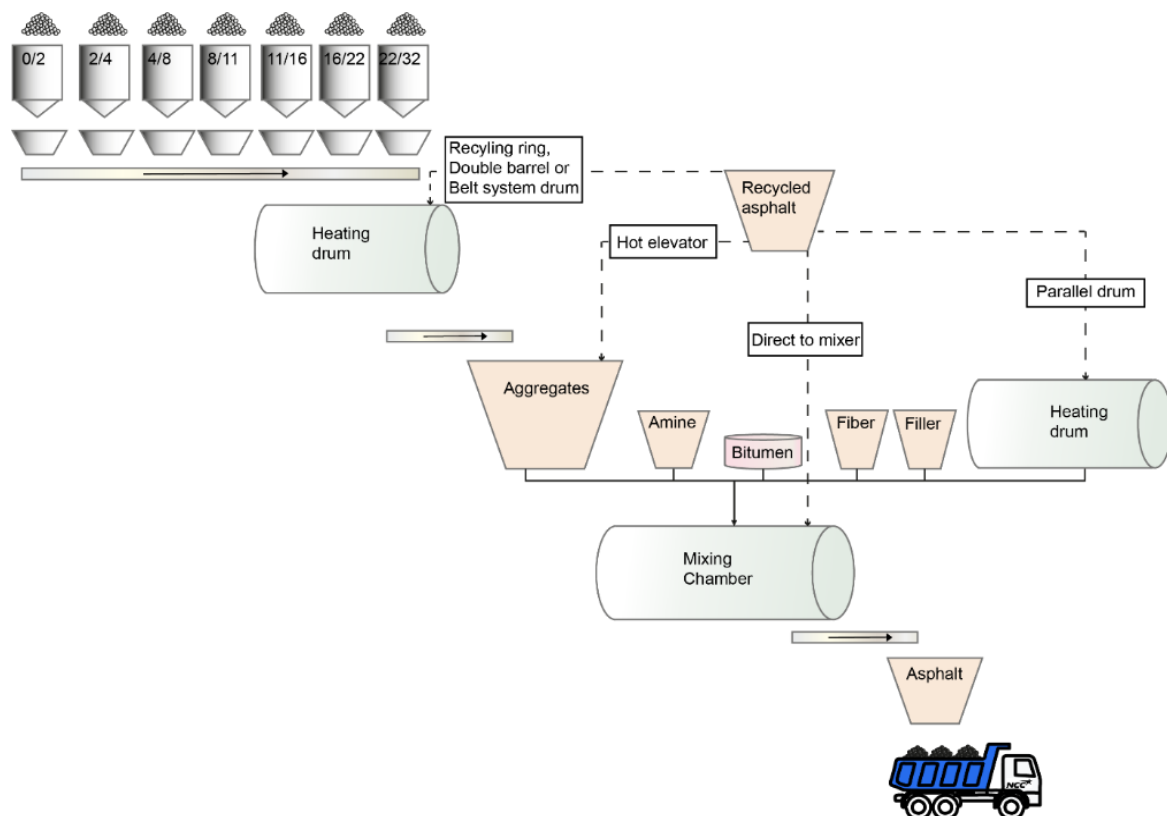 0/2
2/4
4/8
8/11
11/16
16/22
22/32
Recyling ring,
Double barrel or
Belt system drum
Recycled
asphalt
Heating
drum
Hot elevator
Parallel drum
Direct to mixer
Aggregates
Amine
Bitumen
Fiber
Filler
Heating
drum
Mixing
Chamber
Asphalt
NCC